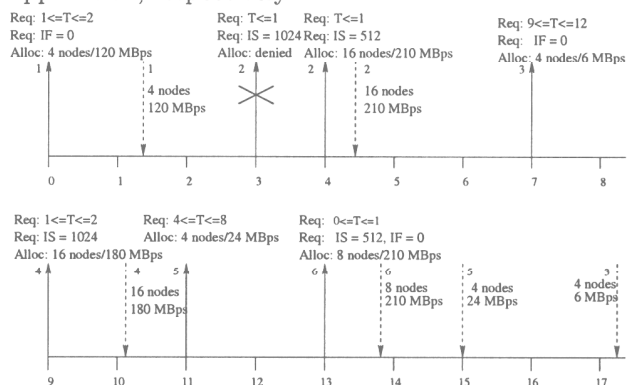 Req: 1<=T<=2
Req: IF = 0
Alloc: 4 nodes/120 MBps
Req: T<=1
Req: IS = 1024
Alloc: denied
Req: T<=1
Req: IS = 512
Alloc: 16 nodes/210 MBps
Req: 9<=T<=12
Req: IF = 0
Alloc: 4 nodes/6 MBps
1
1
2
2
2
3
4 nodes
120 MBps
16 nodes
210 MBps
0 1 2 3 4 5 6 7 8
Req: 1<=T<=2
Req: IS = 1024
Alloc: 16 nodes/180 MBps
Req: 4<=T<=8
Alloc: 4 nodes/24 MBps
Req: 0<=T<=1
Req: IS = 512, IF = 0
Alloc: 8 nodes/210 MBps
4
4
5
6
6
5
3
16 nodes
180 MBps
8 nodes
210 MBps
4 nodes
24 MBps
4 nodes
6 MBps
9 10 11 12 13 14 15 16 17